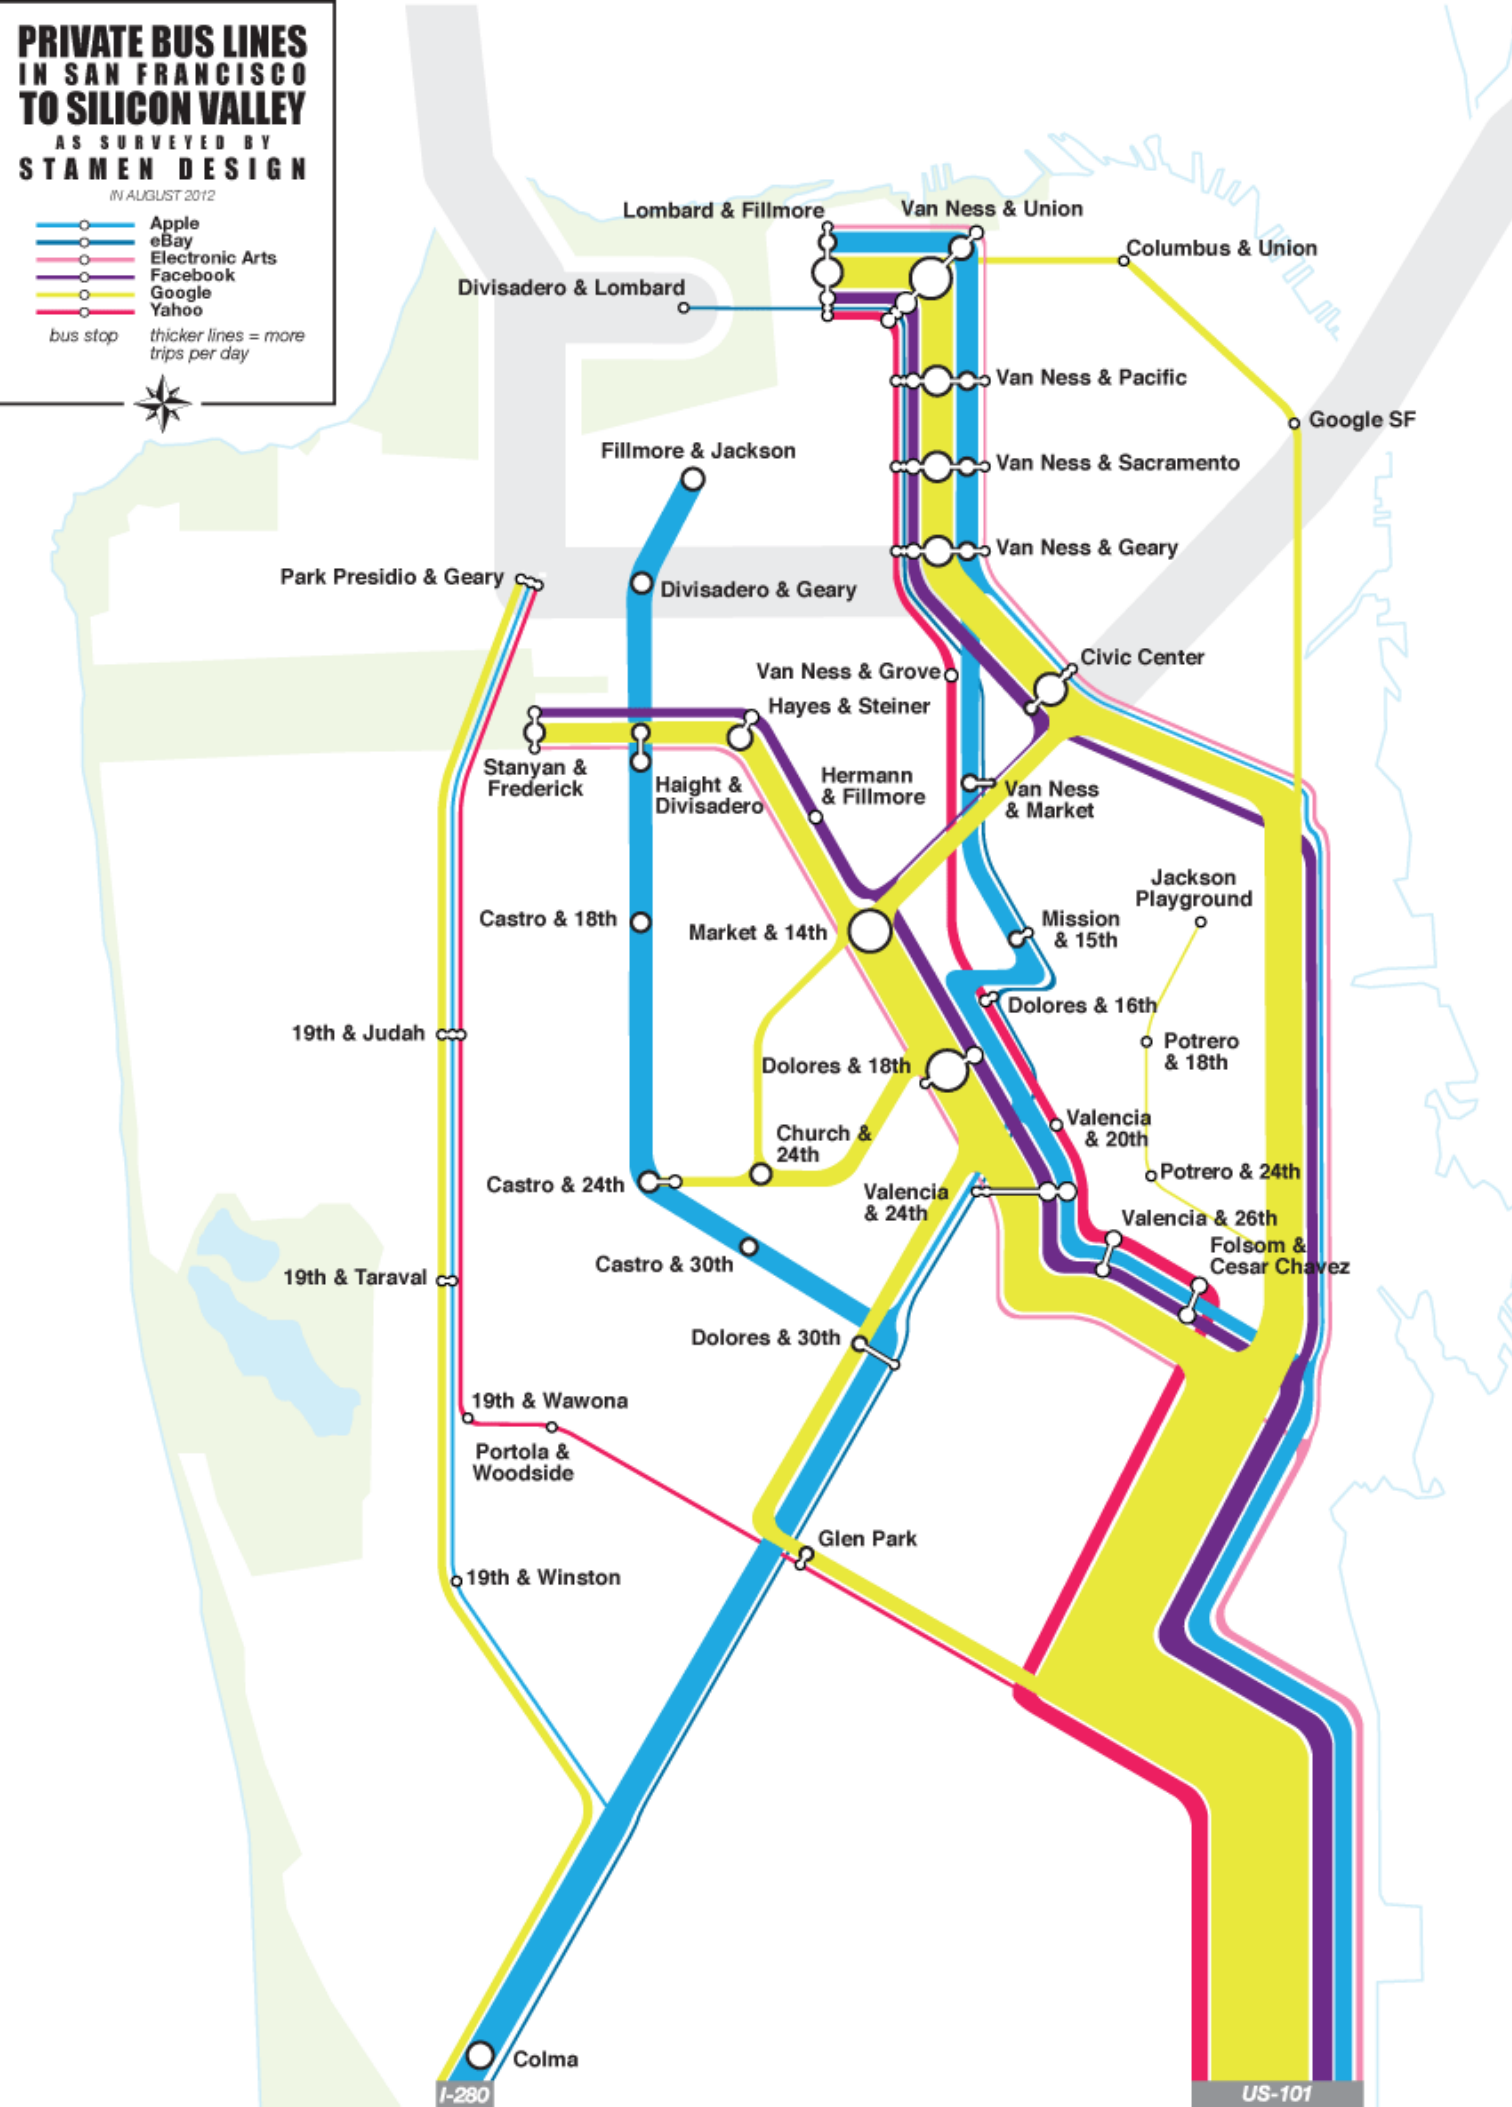 PRIVATE BUS LINES
IN SAN FRANCISCO
TO SILICON VALLEY
AS SURVEYED BY
STAMEN DESIGN
IN AUGUST 2012
Apple
eBay
Electronic Arts
Facebook
Google
Yahoo
bus stop
thicker lines = more
trips per day
Lombard & Fillmore
Van Ness & Union
Columbus & Union
Divisadero & Lombard
Van Ness & Pacific
Google SF
Fillmore & Jackson
Van Ness & Sacramento
Van Ness & Geary
Park Presidio & Geary
Divisadero & Geary
Civic Center
Van Ness & Grove
Hayes & Steiner
Stanyan &
Frederick
Haight &
Divisadero
Hermann
& Fillmore
Van Ness
& Market
Jackson
Playground
Castro & 18th
Market & 14th
Mission
& 15th
Dolores & 16th
19th & Judah
Potrero
& 18th
Dolores & 18th
Valencia
& 20th
Church &
24th
Potrero & 24th
Castro & 24th
Valencia
& 24th
Valencia & 26th
Folsom &
Cesar Chavez
Castro & 30th
19th & Taraval
Dolores & 30th
19th & Wawona
Portola &
Woodside
Glen Park
19th & Winston
Colma
I-280
US-101